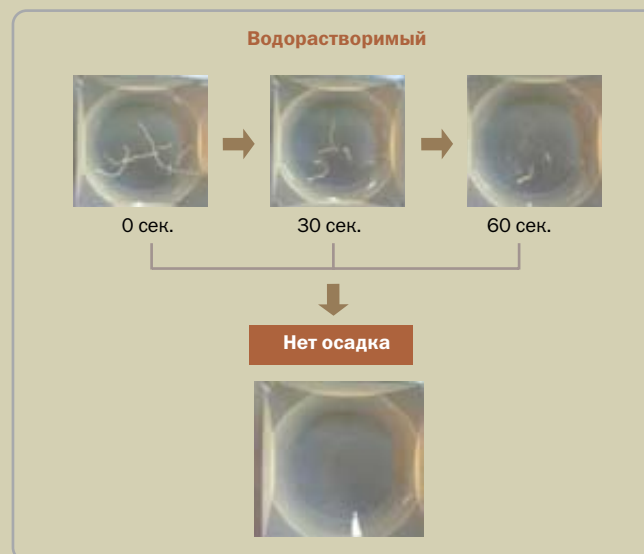 Водорастворимый
0 сек.
30 сек.
60 сек.
Нет осадка